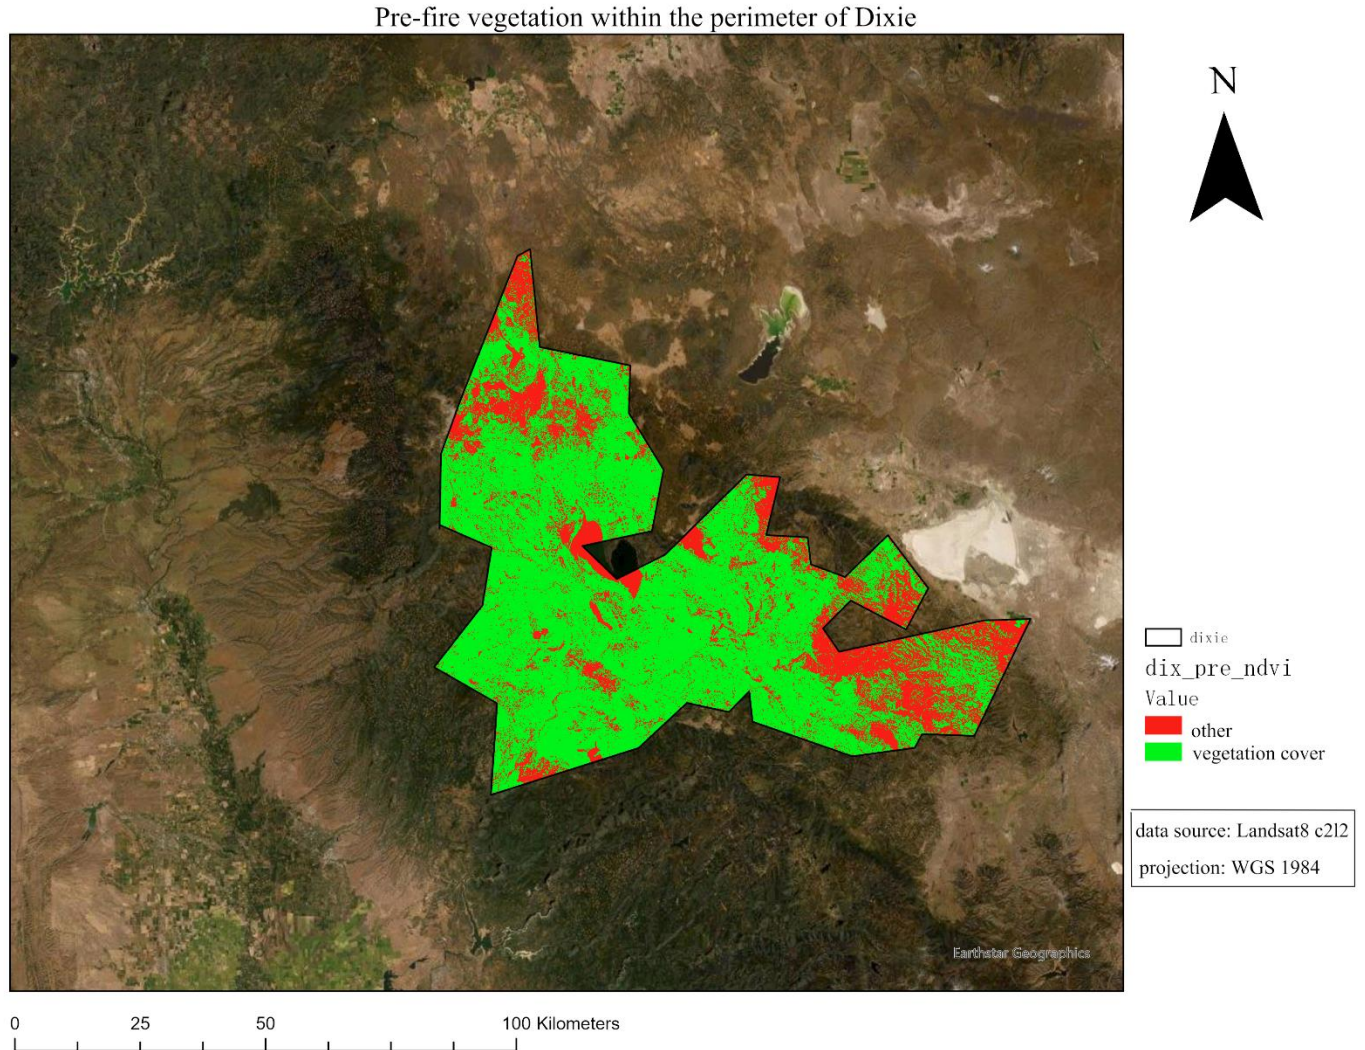 Pre-fire vegetation within the perimeter of Dixie
N
dixie
dix_pre_ndvi
Value
other
vegetation cover
data source: Landsat8 c2l2
projection: WGS 1984
Earthstar Geographics
0 25 50 100 Kilometers